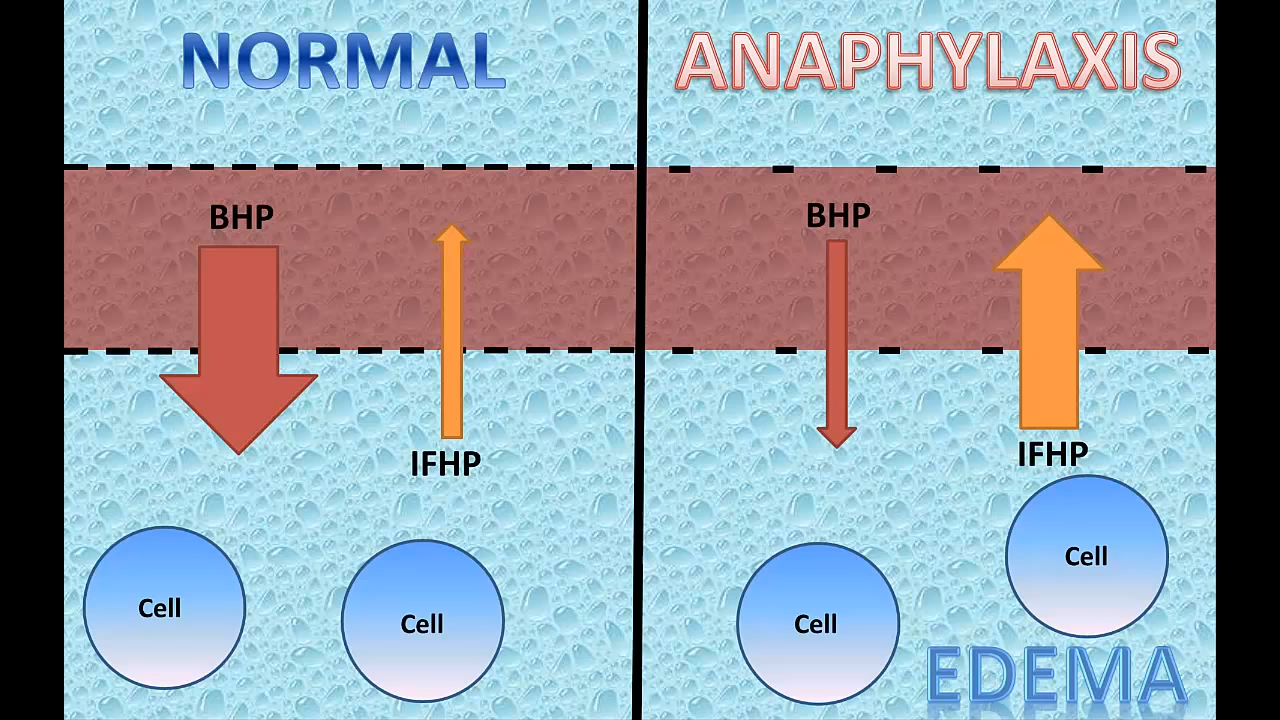 NORMAL
BHP
IFHP
Cell
Cell
ANAPHYLAXIS
BHP
IFHP
Cell
Cell
EDEMA